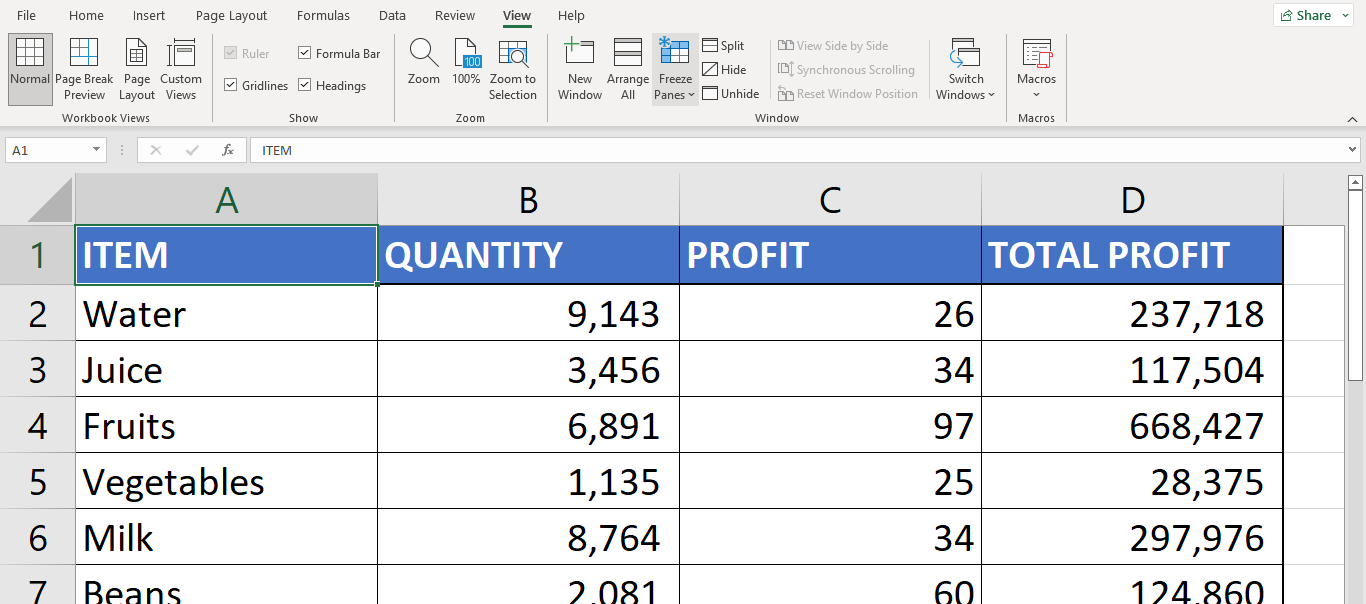 File Home Insert Page Layout Formulas Data Review View Help Share
Normal Page Break Preview Page Layout Custom Views
Workbook Views
Ruler Formula Bar
Gridlines Headings
Show
Zoom 100% Zoom to Selection
100
Zoom
New Window Arrange All Freeze Panes
Split
Hide
Unhide
View Side by Side
Synchronous Scrolling
Reset Window Position
Window
Switch Windows
Macros
Macros
A1 fx ITEM
A B C D
1 ITEM QUANTITY PROFIT TOTAL PROFIT
2 Water 9,143 26 237,718
3 Juice 3,456 34 117,504
4 Fruits 6,891 97 668,427
5 Vegetables 1,135 25 28,375
6 Milk 8,764 34 297,976
7 Beans 2,081 60 124,860